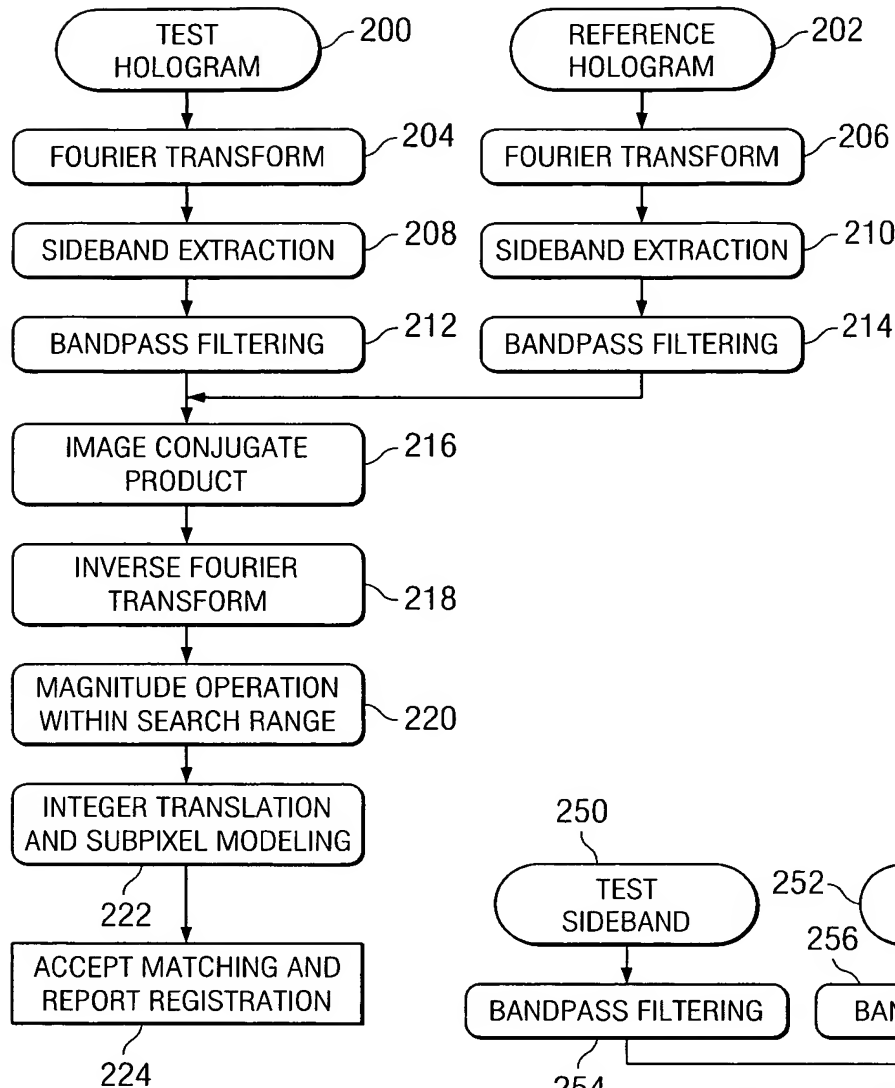 TEST
HOLOGRAM
200
REFERENCE
HOLOGRAM
202
FOURIER TRANSFORM
204
FOURIER TRANSFORM
206
SIDEBAND EXTRACTION
208
SIDEBAND EXTRACTION
210
BANDPASS FILTERING
212
BANDPASS FILTERING
214
IMAGE CONJUGATE
PRODUCT
216
INVERSE FOURIER
TRANSFORM
218
MAGNITUDE OPERATION
WITHIN SEARCH RANGE
220
INTEGER TRANSLATION
AND SUBPIXEL MODELING
222
ACCEPT MATCHING AND
REPORT REGISTRATION
224
250
TEST
SIDEBAND
252
256
BANDPASS FILTERING
BAN
254